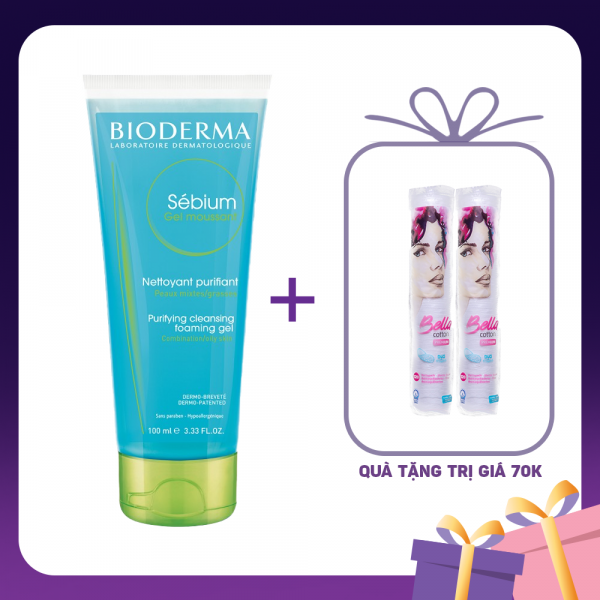 BIODERMA
LABORATOIRE DERMATOLOGIQUE
Sébium
Gel moussant
Nettoyant purifiant
Peaux mixtes/grasses
Purifying cleansing
foaming gel
Combination/oily skin
DERMO-BREVETÉ
DERMO-PATENTED
Sans paraben - Hypoallergénique
100 ml e 3.33 FL.OZ.
+
Bella
cotton
Bella
cotton
QUÀ TẶNG TRỊ GIÁ 70K